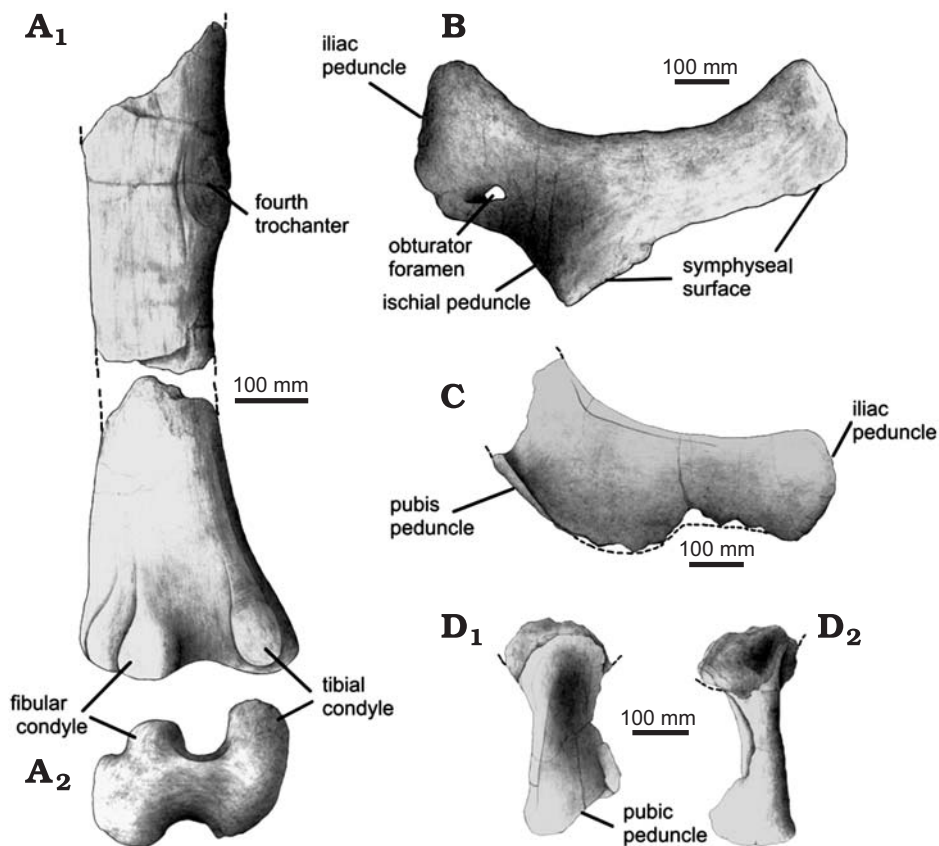 A1
B
iliac
peduncle
100 mm
fourth
trochanter
obturator
foramen
ischial peduncle
symphyseal
surface
100 mm
C
iliac
peduncle
pubis
peduncle
100 mm
fibular
condyle
tibial
condyle
A2
D1
D2
100 mm
pubic
peduncle